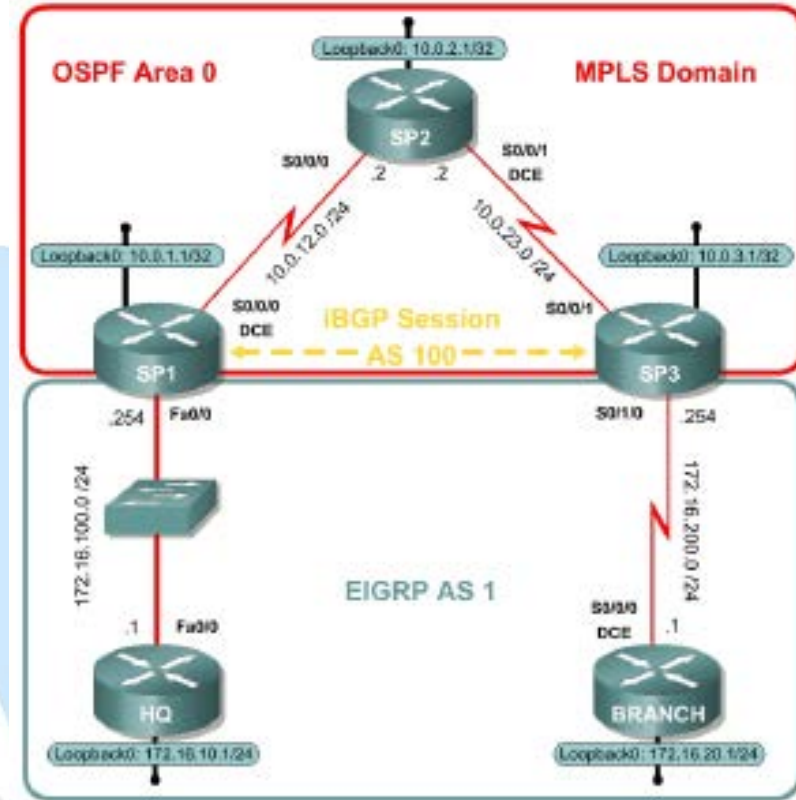 Loopback0: 10.0.2.1/32
OSPF Area 0
MPLS Domain
SP2
S0/0/0
.2
.2
S0/0/1
DCE
10.0.12.0 /24
10.0.23.0 /24
Loopback0: 10.0.1.1/32
Loopback0: 10.0.3.1/32
S0/0/0
DCE
iBGP Session
AS 100
S0/0/1
SP1
SP3
.254
Fa0/0
S0/1/0
.254
172.16.100.0 /24
172.16.200.0 /24
EIGRP AS 1
.1
Fa0/0
S0/0/0
DCE
.1
HQ
BRANCH
Loopback0: 172.16.10.1/24
Loopback0: 172.16.20.1/24